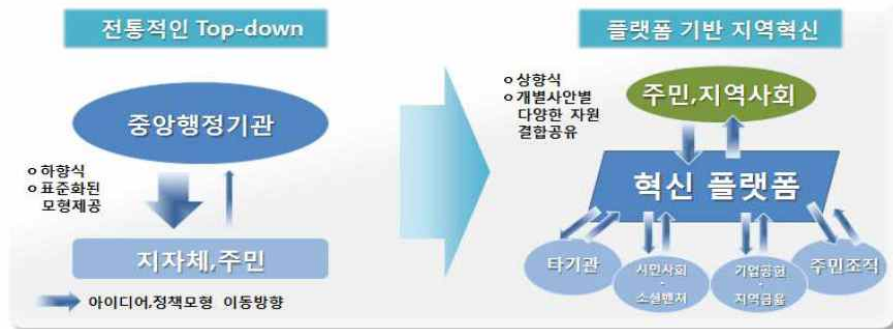 전통적인 Top-down
중앙행정기관
o 하향식
o 표준화된
모형제공
지자체,주민
아이디어,정책모형 이동방향
플랫폼 기반 지역혁신
o 상향식
o 개별사안별
다양한 자원
결합공유
주민,지역사회
혁신 플랫폼
타기관
시민사회
-
소셜벤처
기업공헌
-
지역금융
주민조직